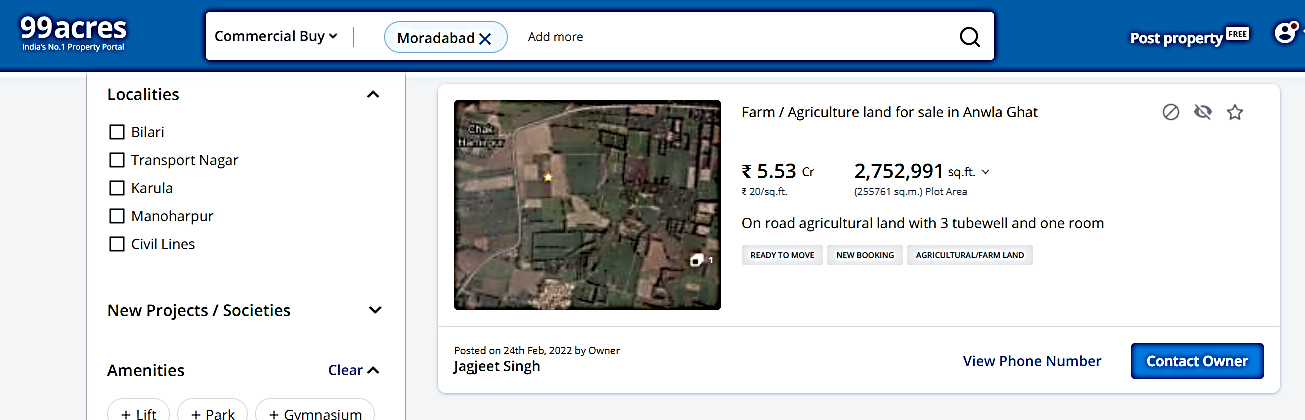 99acres
India's No.1 Property Portal
Commercial Buy
Moradabad
Add more
Post property FREE
Localities
Bilari
Transport Nagar
Karula
Manoharpur
Civil Lines
New Projects / Societies
Amenities
Clear
+ Lift
+ Park
+ Gymnasium
Chak
1
Farm / Agriculture land for sale in Anwla Ghat
₹ 5.53 Cr
₹ 20/sq.ft.
2,752,991 sq.ft.
(255761 sq.m.) Plot Area
On road agricultural land with 3 tubewell and one room
READY TO MOVE
NEW BOOKING
AGRICULTURAL/FARM LAND
Posted on 24th Feb, 2022 by Owner
Jagjeet Singh
View Phone Number
Contact Owner